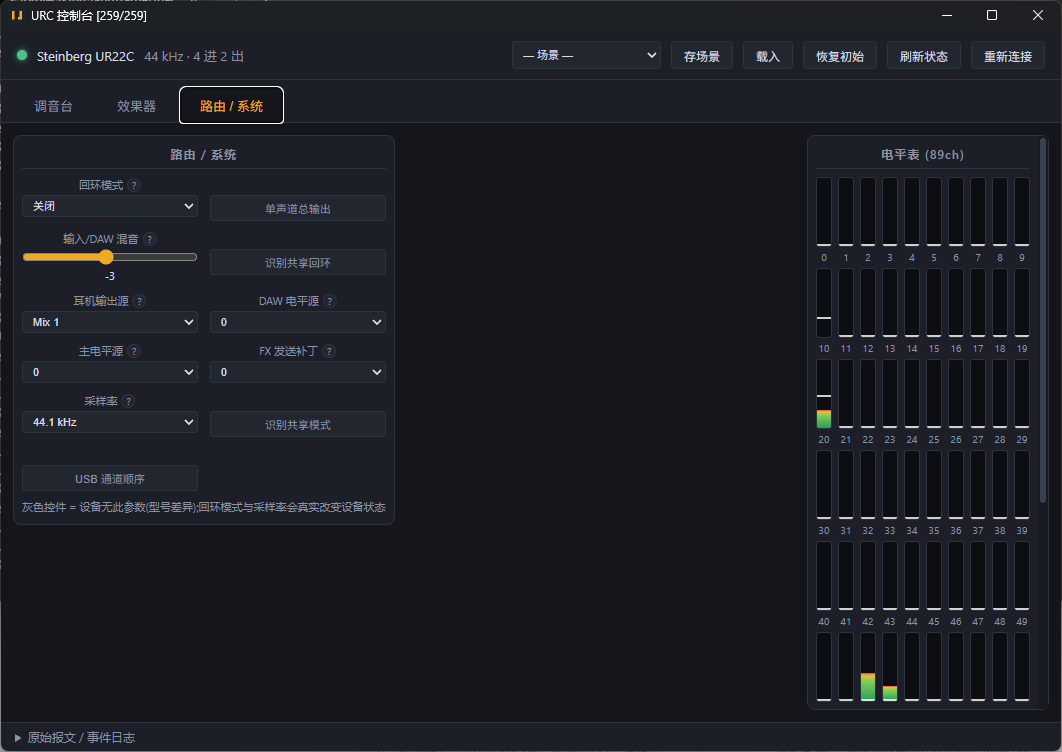 URC 控制台 [259/259]
Steinberg UR22C 44 kHz · 4 进 2 出
— 场景 — 存场景 载入 恢复初始 刷新状态 重新连接
调音台 效果器 路由 / 系统
路由 / 系统
回环模式 ?
关闭 单声道总输出
输入/DAW 混音 ?
识别共享回环
-3
耳机输出源 ? DAW 电平源 ?
Mix 1 0
主电平源 ? FX 发送补丁 ?
0 0
采样率 ?
44.1 kHz 识别共享模式
USB 通道顺序
灰色控件 = 设备无此参数(型号差异);回环模式与采样率会真实改变设备状态
电平表 (89ch)
0 1 2 3 4 5 6 7 8 9
10 11 12 13 14 15 16 17 18 19
20 21 22 23 24 25 26 27 28 29
30 31 32 33 34 35 36 37 38 39
40 41 42 43 44 45 46 47 48 49
原始报文 / 事件日志